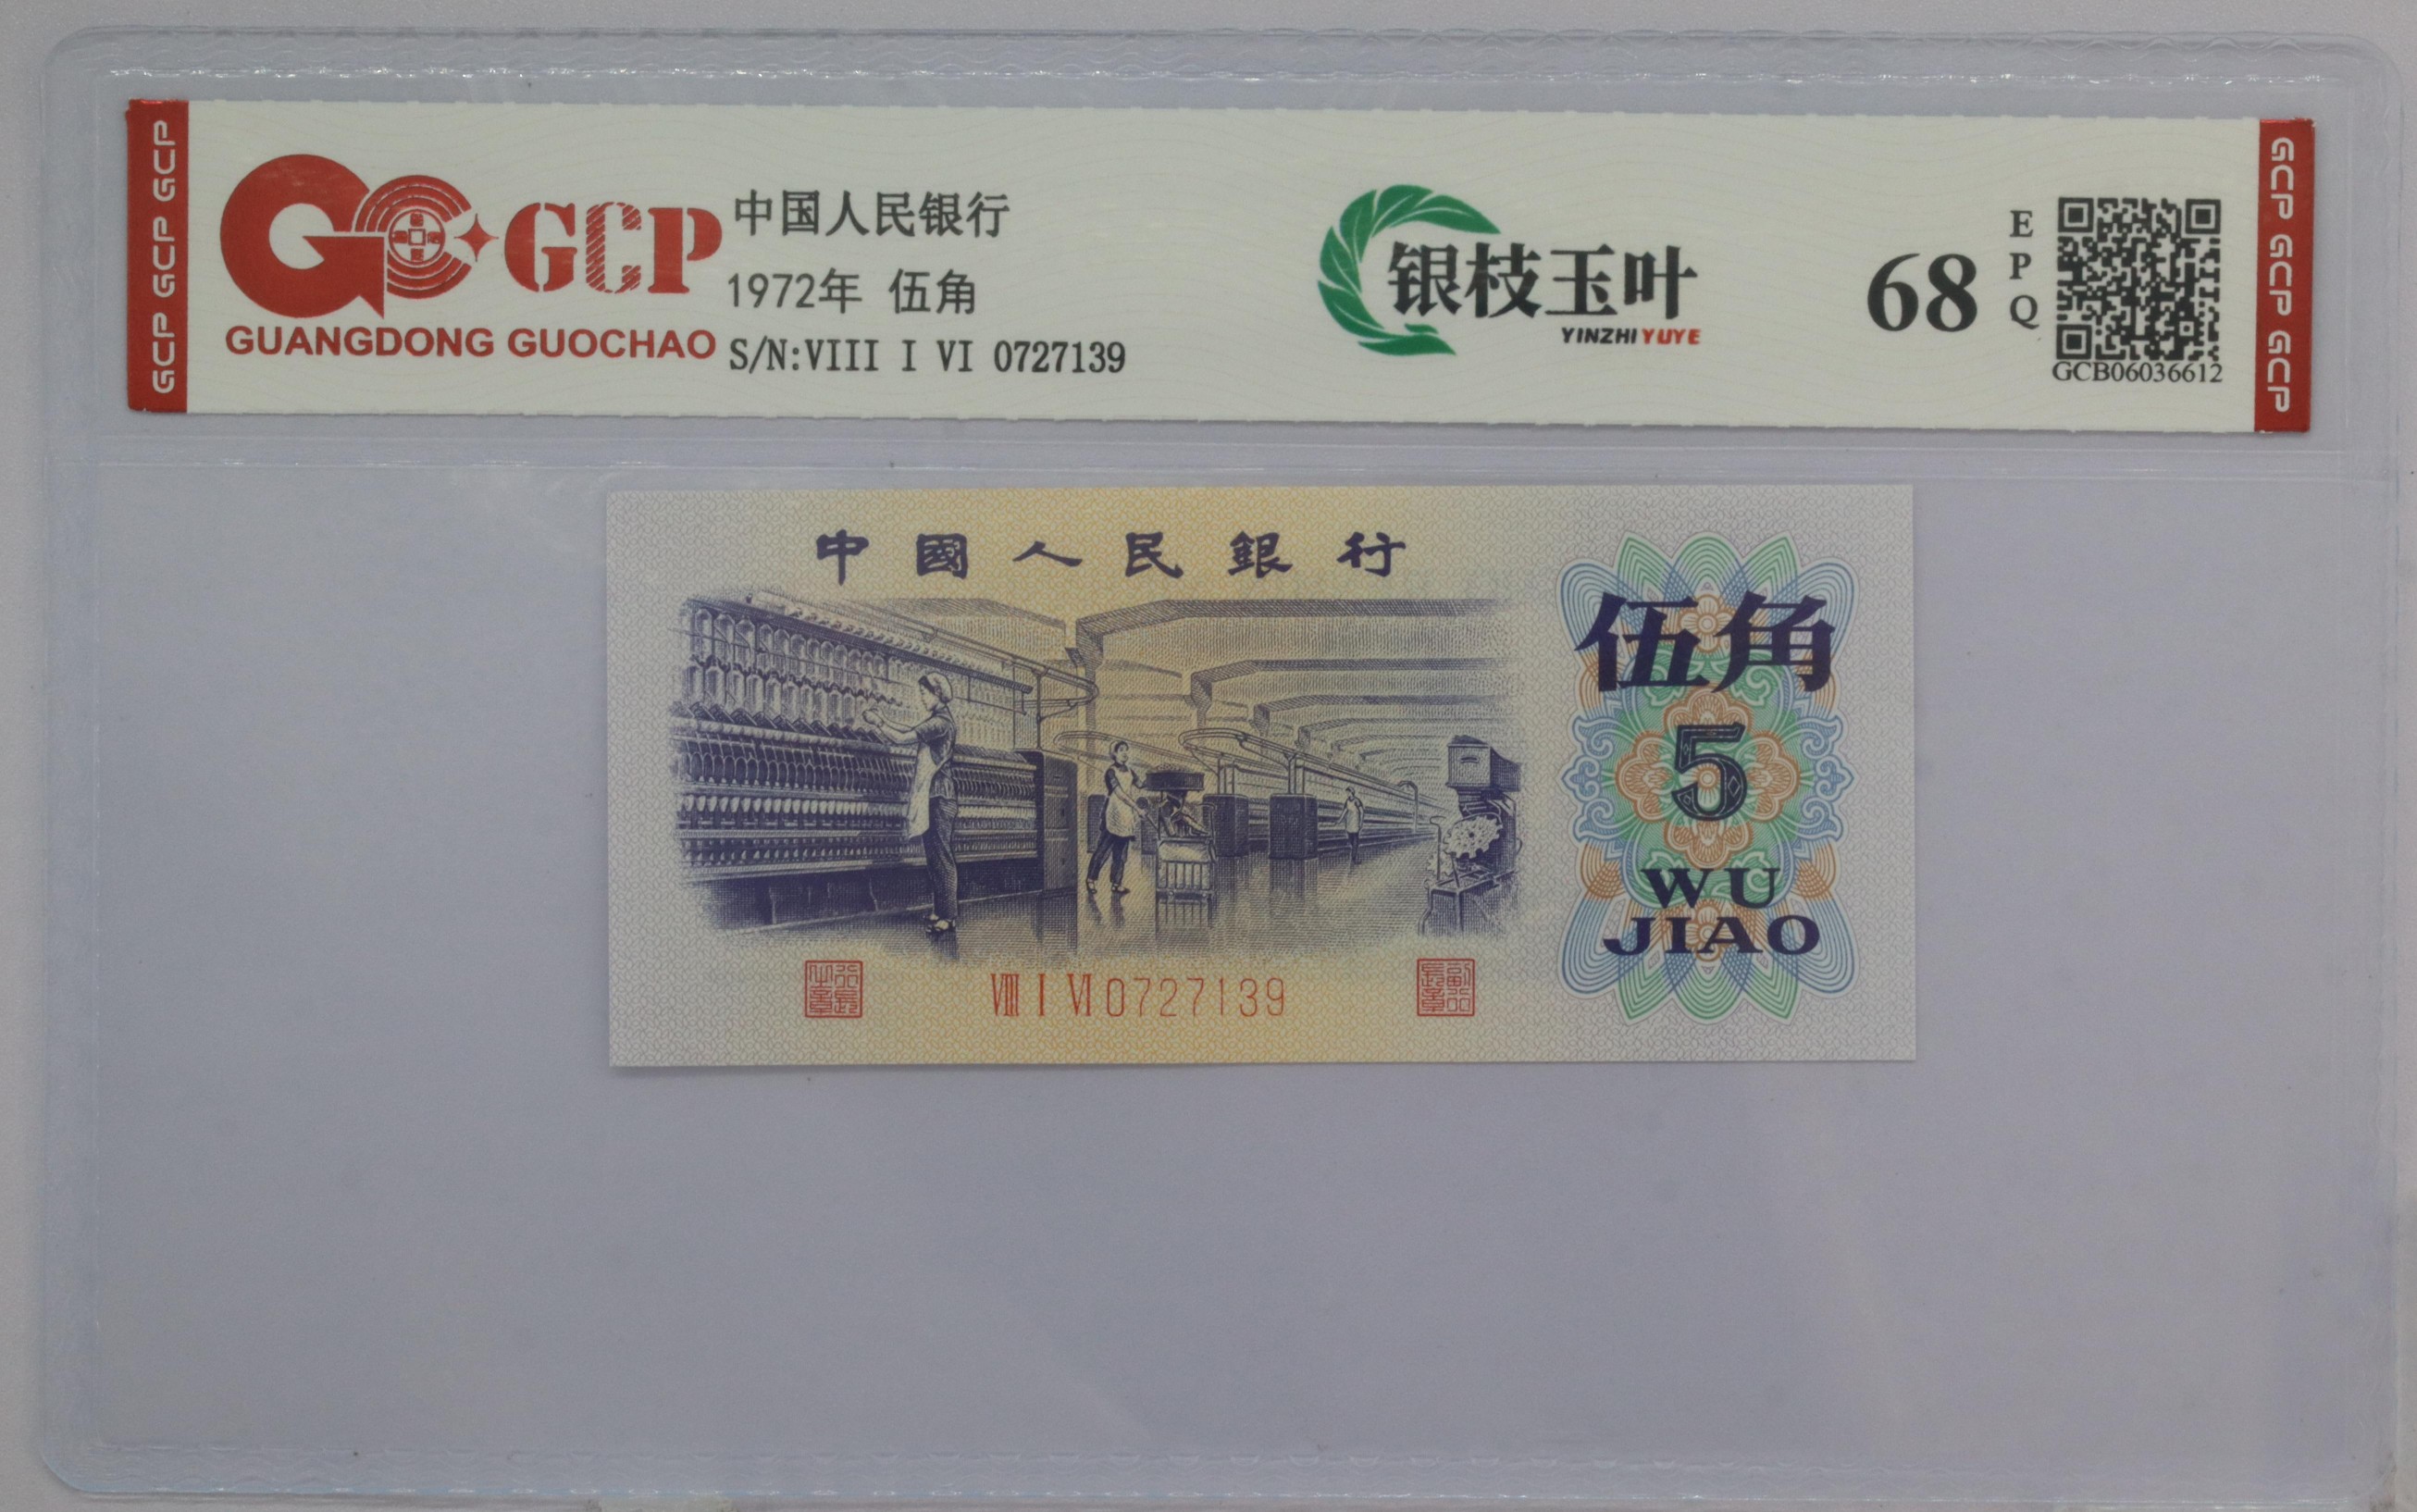 GCP GCP GCP
GCP
GUANGDONG GUOCHAO
中国人民银行
1972年 伍角
S/N:VIII I VI 0727139
银枝玉叶
YINZHIYUYE
68
EPQ
GCB06036612
GCP GCP GCP
中國人民銀行
伍角
5
WU
JIAO
VIII I VI 0727139